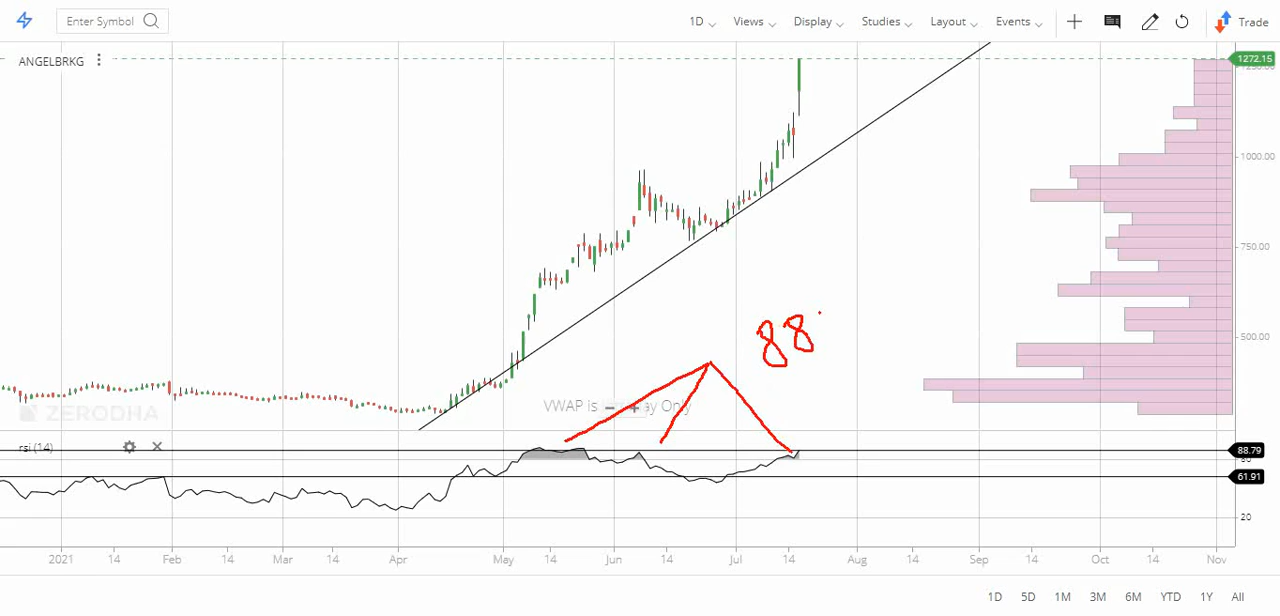 Enter Symbol 1D Views Display Studies Layout Events Trade
ANGELBRKG
1272.15
1000.00
750.00
500.00
88
VWAP is
ay Only
ZERODHA
rsi (14)
88.79
61.91
20
2021 14 Feb 14 Mar 14 Apr May 14 Jun 14 Jul 14 Aug 14 Sep 14 Oct 14 Nov
1D 5D 1M 3M 6M YTD 1Y All